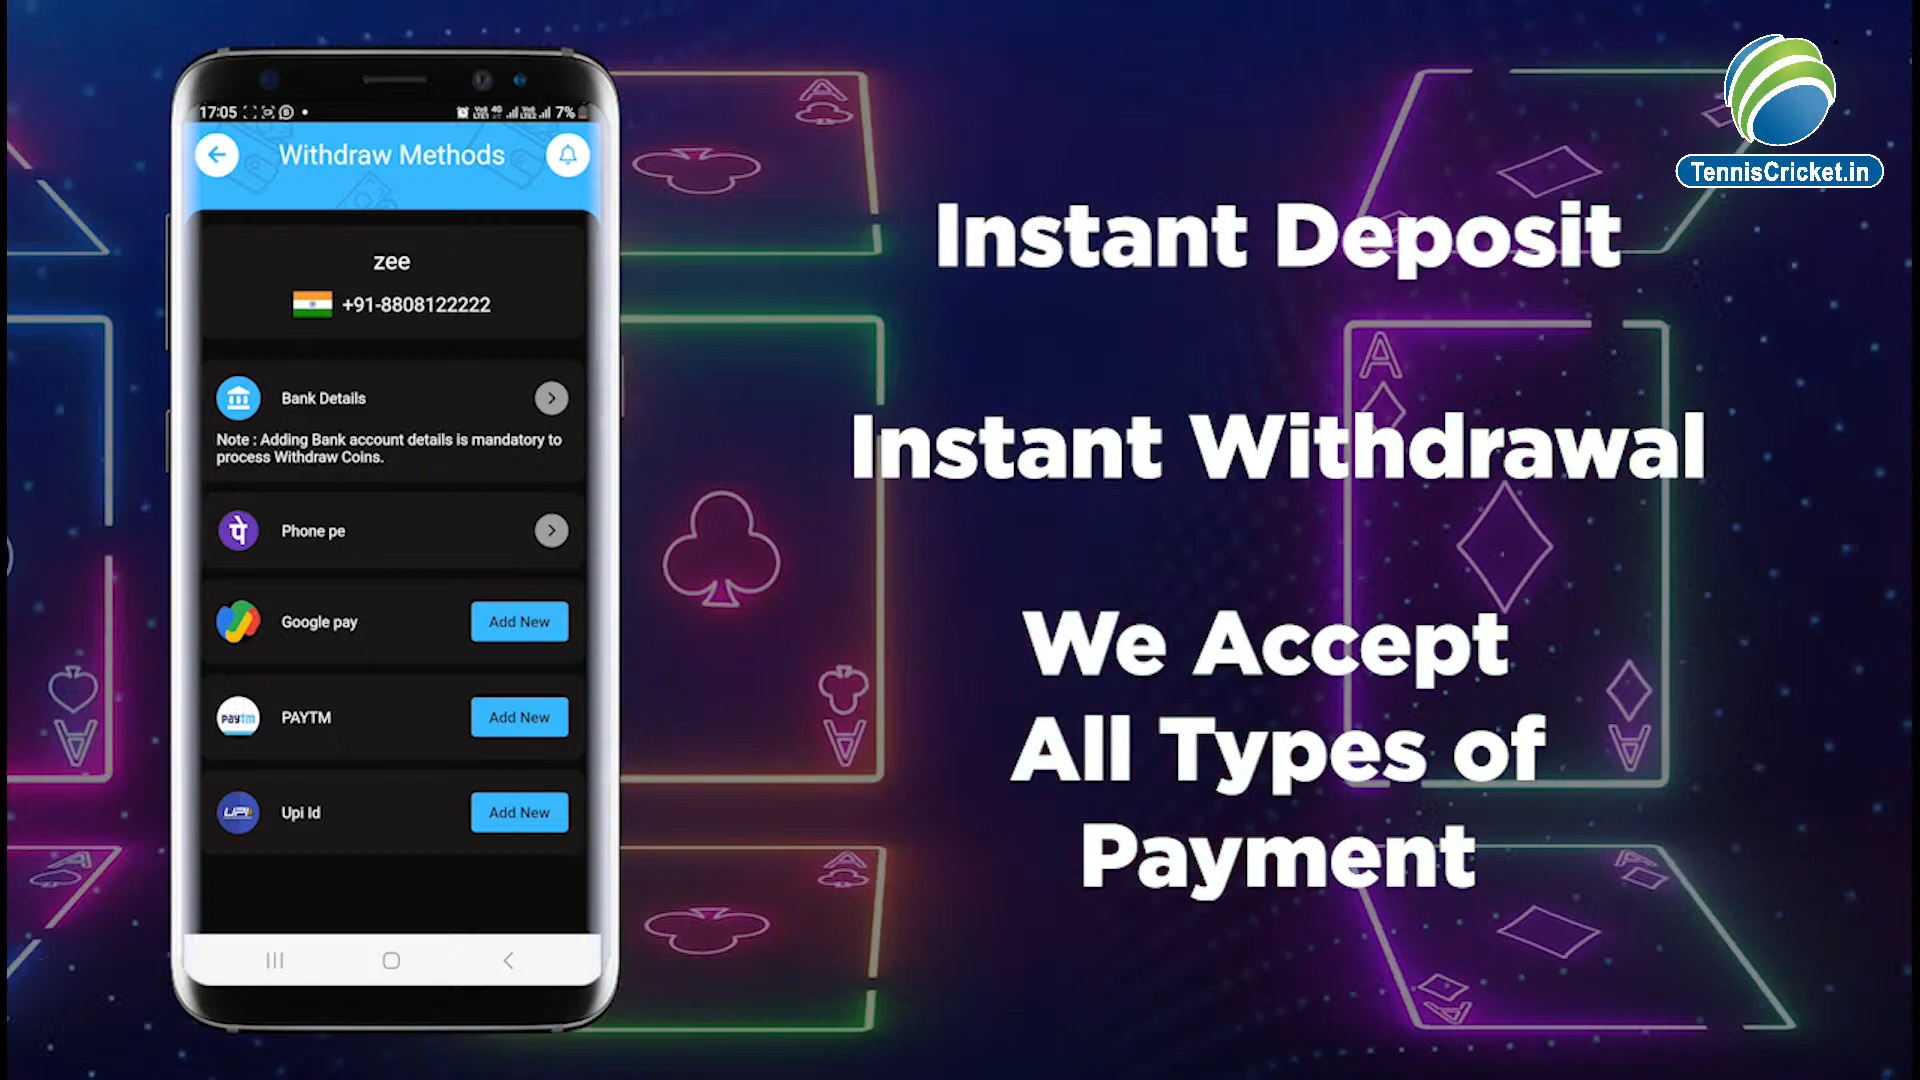 17:05
7%
Withdraw Methods
zee
+91-8808122222
Bank Details
Note : Adding Bank account details is mandatory to
process Withdraw Coins.
पे
Phone pe
Google pay
Add New
paytm
PAYTM
Add New
UPI
Upi Id
Add New
TennisCricket.in
Instant Deposit
Instant Withdrawal
We Accept
All Types of
Payment
A
A
A
A
A
A
A
A
A
A